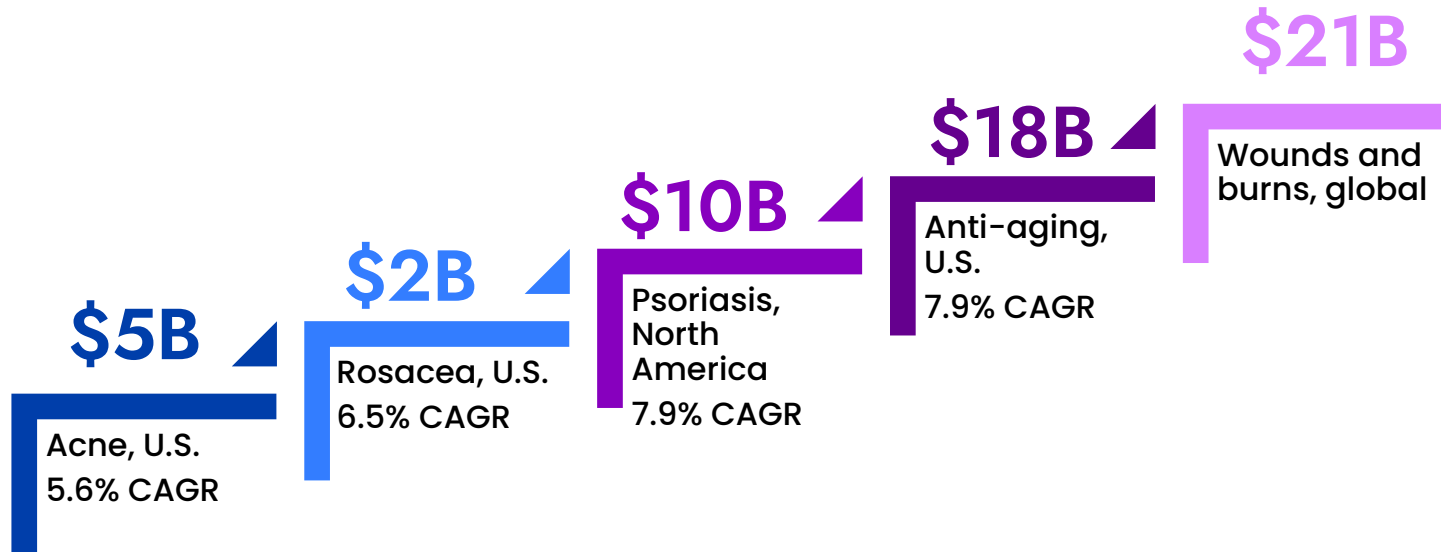 $5B
Acne, U.S.
5.6% CAGR
$2B
Rosacea, U.S.
6.5% CAGR
$10B
Psoriasis,
North
America
7.9% CAGR
$18B
Anti-aging,
U.S.
7.9% CAGR
$21B
Wounds and
burns, global